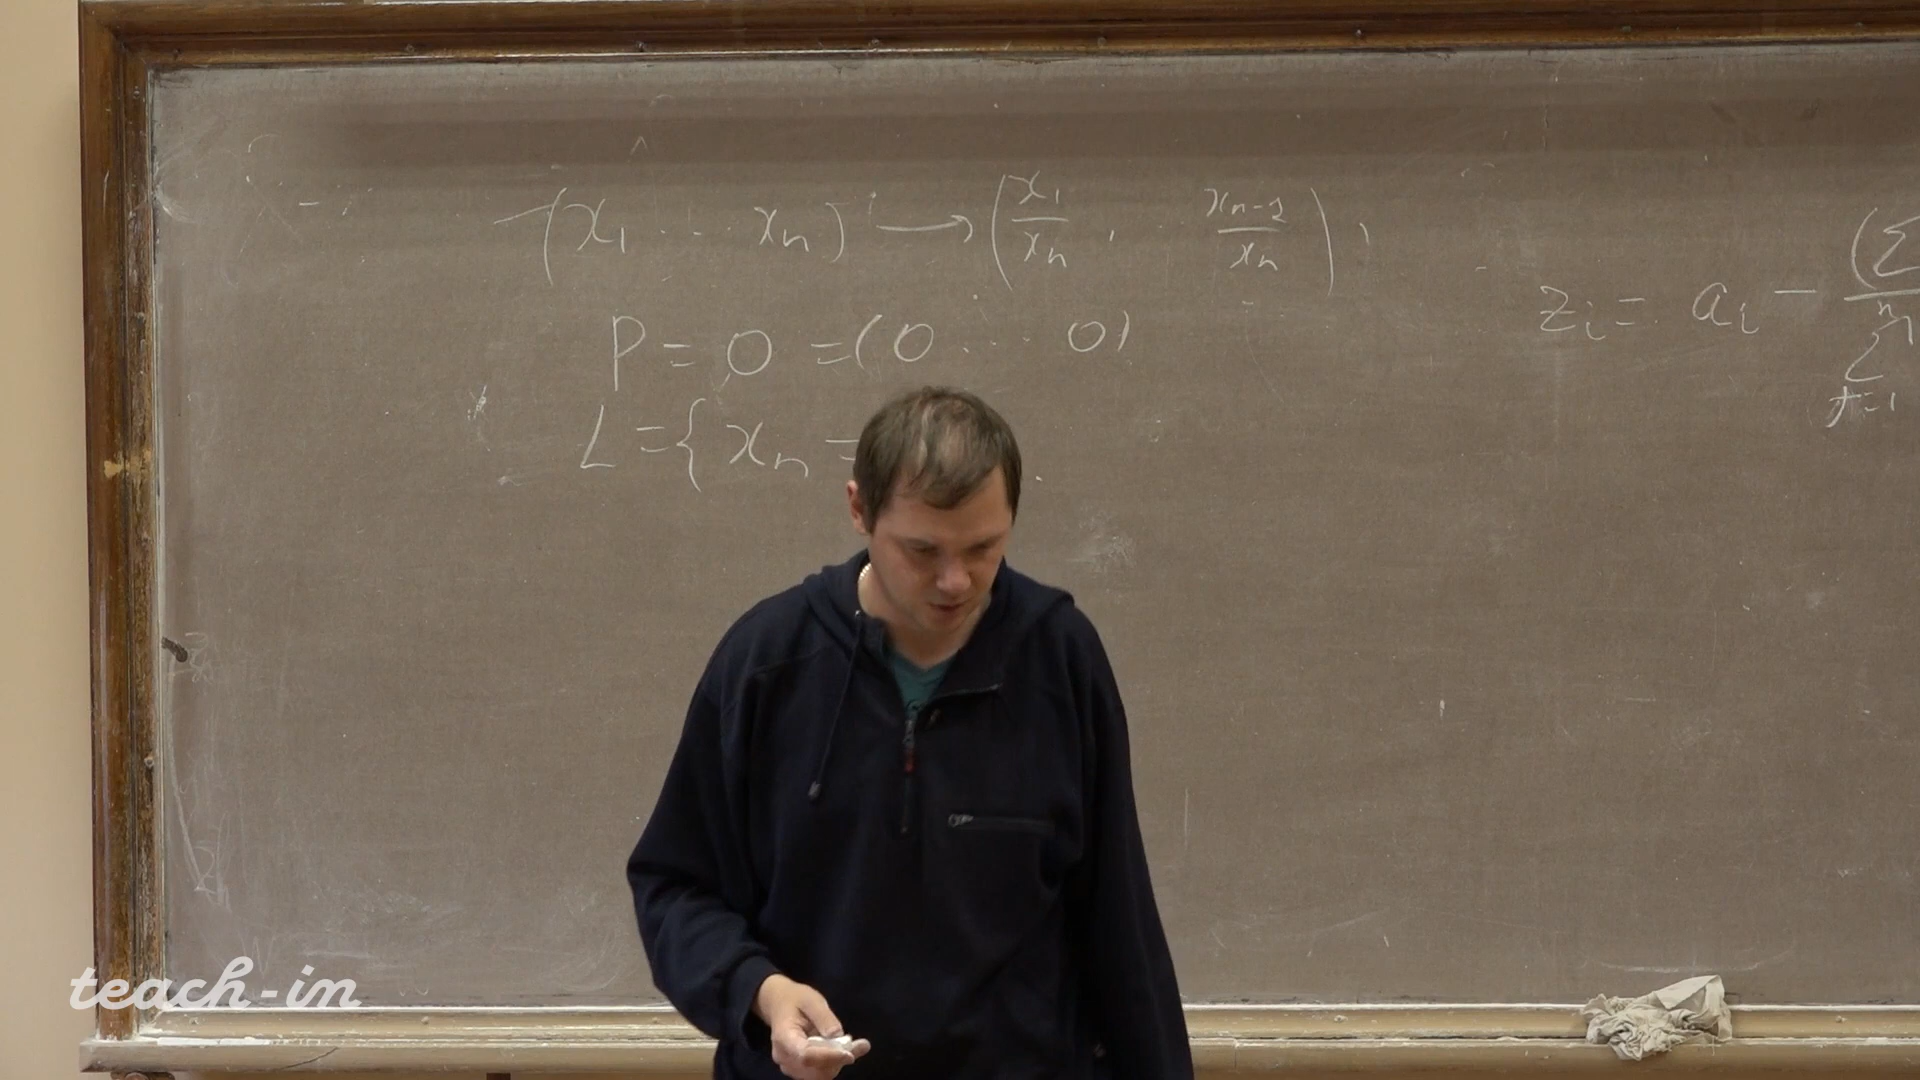 (x₁ ... xₙ) → (x₁/xₙ, ... xₙ₋₁/xₙ),
P = 0 = (0 ... 0)
L = { xₙ =
zᵢ = aᵢ − (Σ / n Σ j=1
teach-in